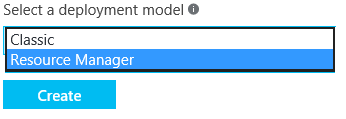 Select a deployment model
Classic
Resource Manager
Create